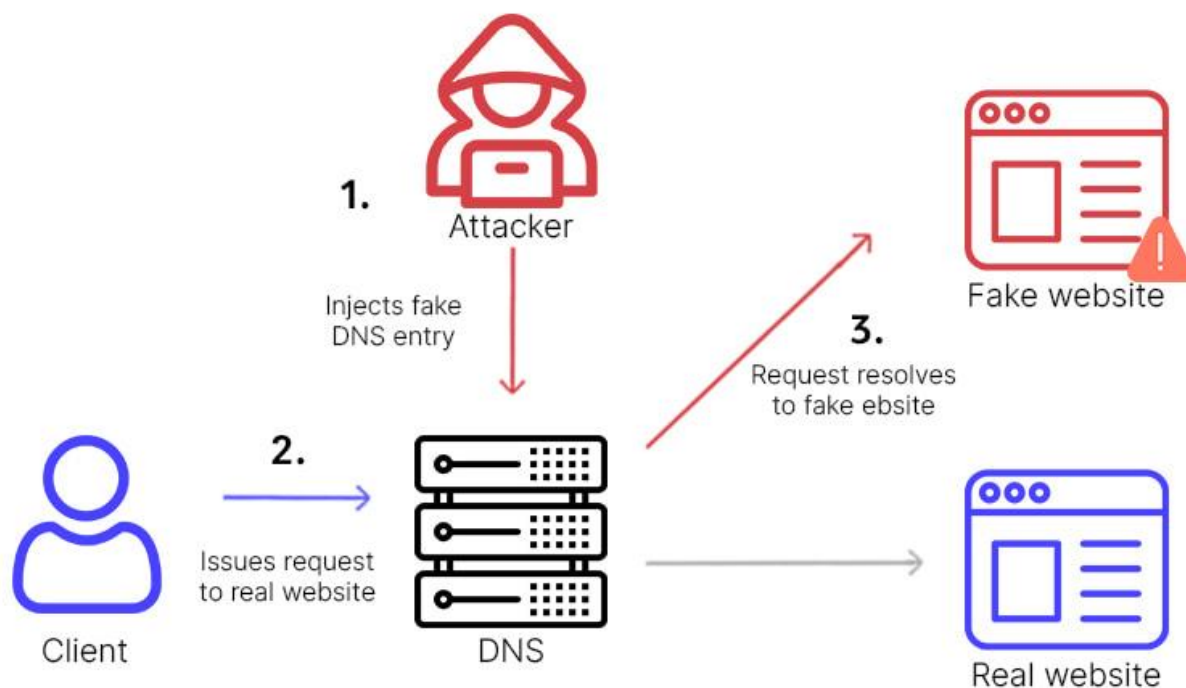 1.
Attacker
Injects fake
DNS entry
Fake website
3.
Request resolves
to fake ebsite
2.
Issues request
to real website
Client
DNS
Real website